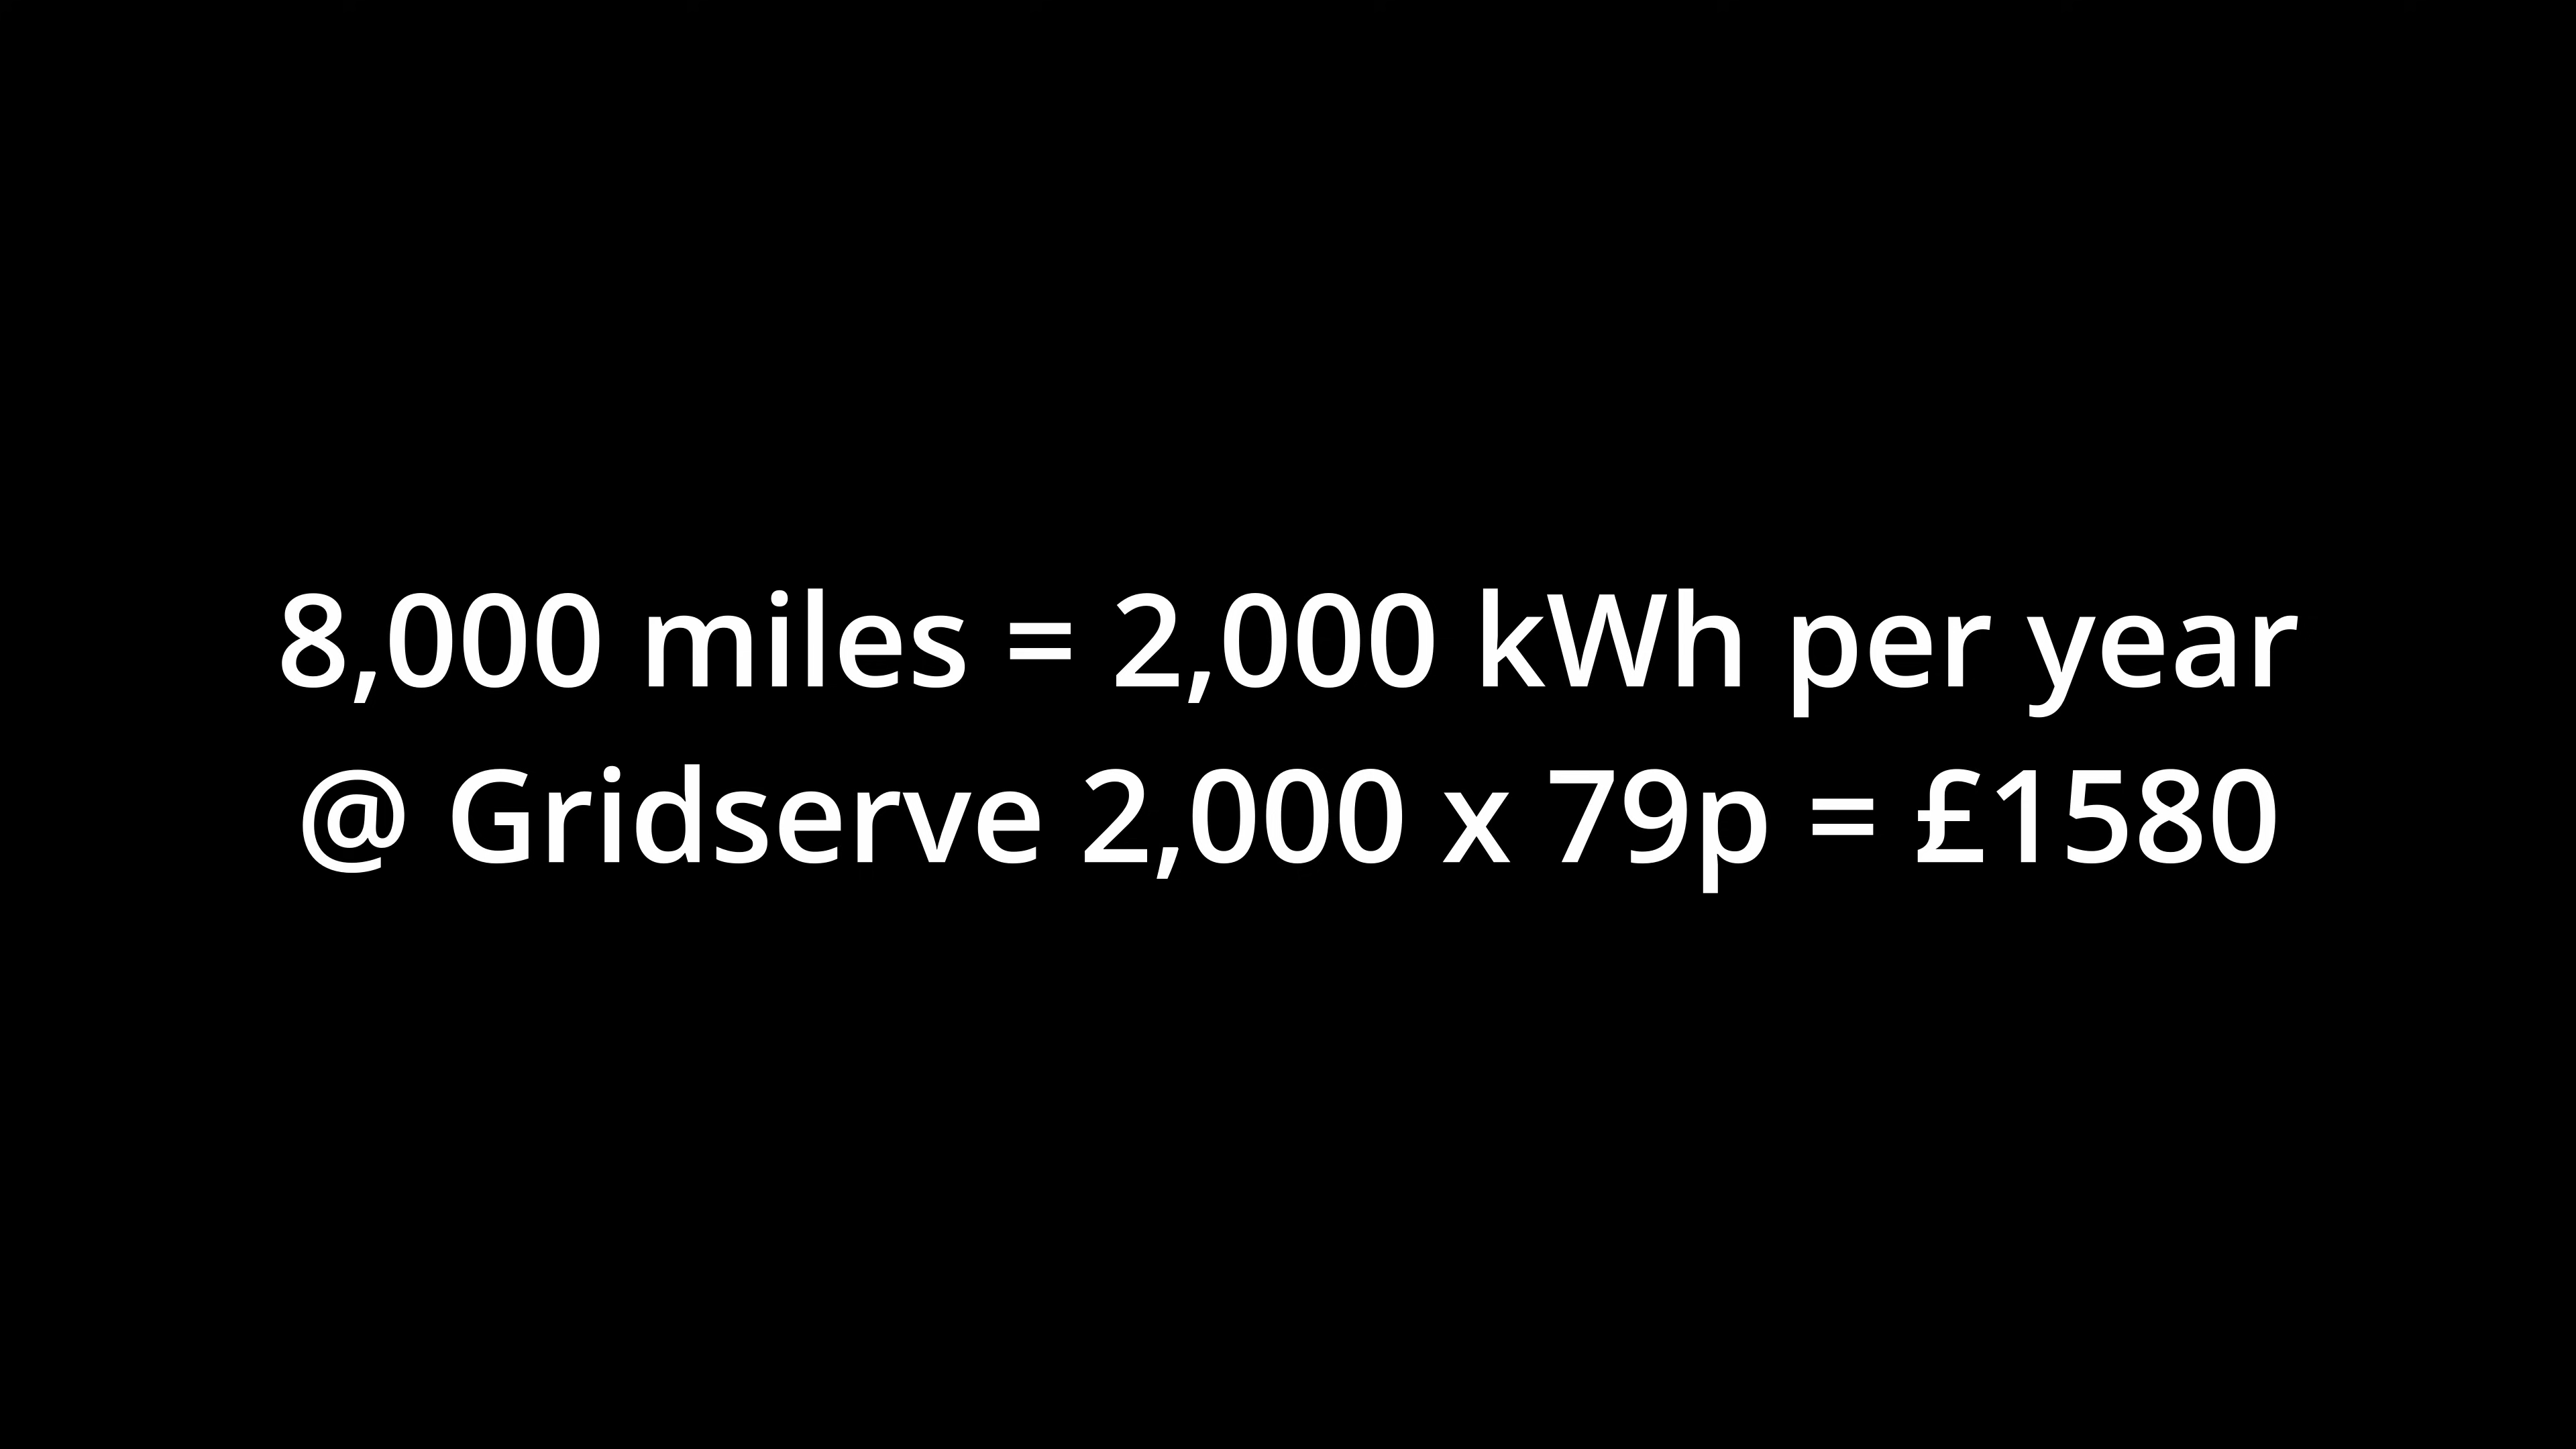 8,000 miles = 2,000 kWh per year
@ Gridserve 2,000 x 79p = £1580